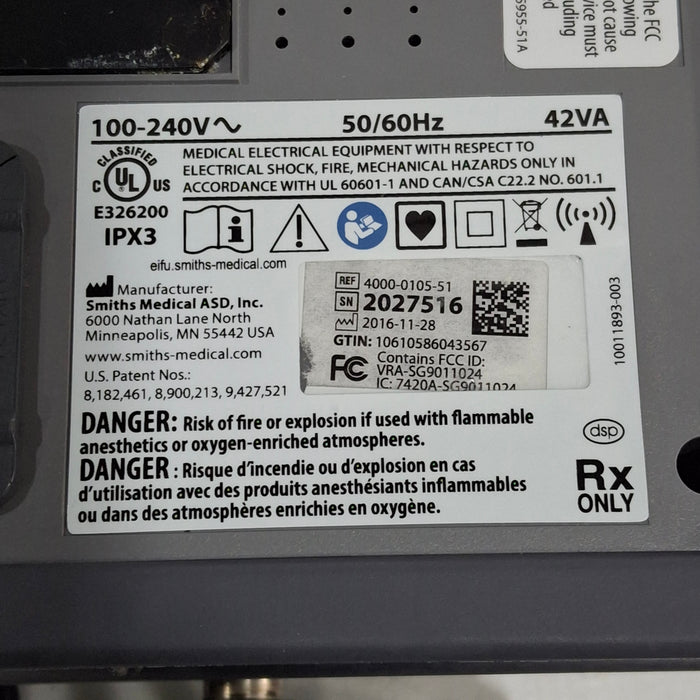 the FCC
owing
ot cause
vice must
uding
nd
6955-51A
100-240V~ 50/60Hz 42VA
CLASSIFIED
C UL US
E326200
IPX3
MEDICAL ELECTRICAL EQUIPMENT WITH RESPECT TO
ELECTRICAL SHOCK, FIRE, MECHANICAL HAZARDS ONLY IN
ACCORDANCE WITH UL 60601-1 AND CAN/CSA C22.2 NO. 601.1
eifu.smiths-medical.com
Manufacturer:
Smiths Medical ASD, Inc.
6000 Nathan Lane North
Minneapolis, MN 55442 USA
www.smiths-medical.com
U.S. Patent Nos.:
8,182,461, 8,900,213, 9,427,521
REF 4000-0105-51
SN 2027516
2016-11-28
GTIN: 10610586043567
FC Contains FCC ID:
VRA-SG9011024
IC: 7420A-SG9011024
10011893-003
DANGER: Risk of fire or explosion if used with flammable
anesthetics or oxygen-enriched atmospheres.
DANGER : Risque d'incendie ou d'explosion en cas
d'utilisation avec des produits anesthésiants inflammables
ou dans des atmosphères enrichies en oxygène.
dsp
Rx
ONLY